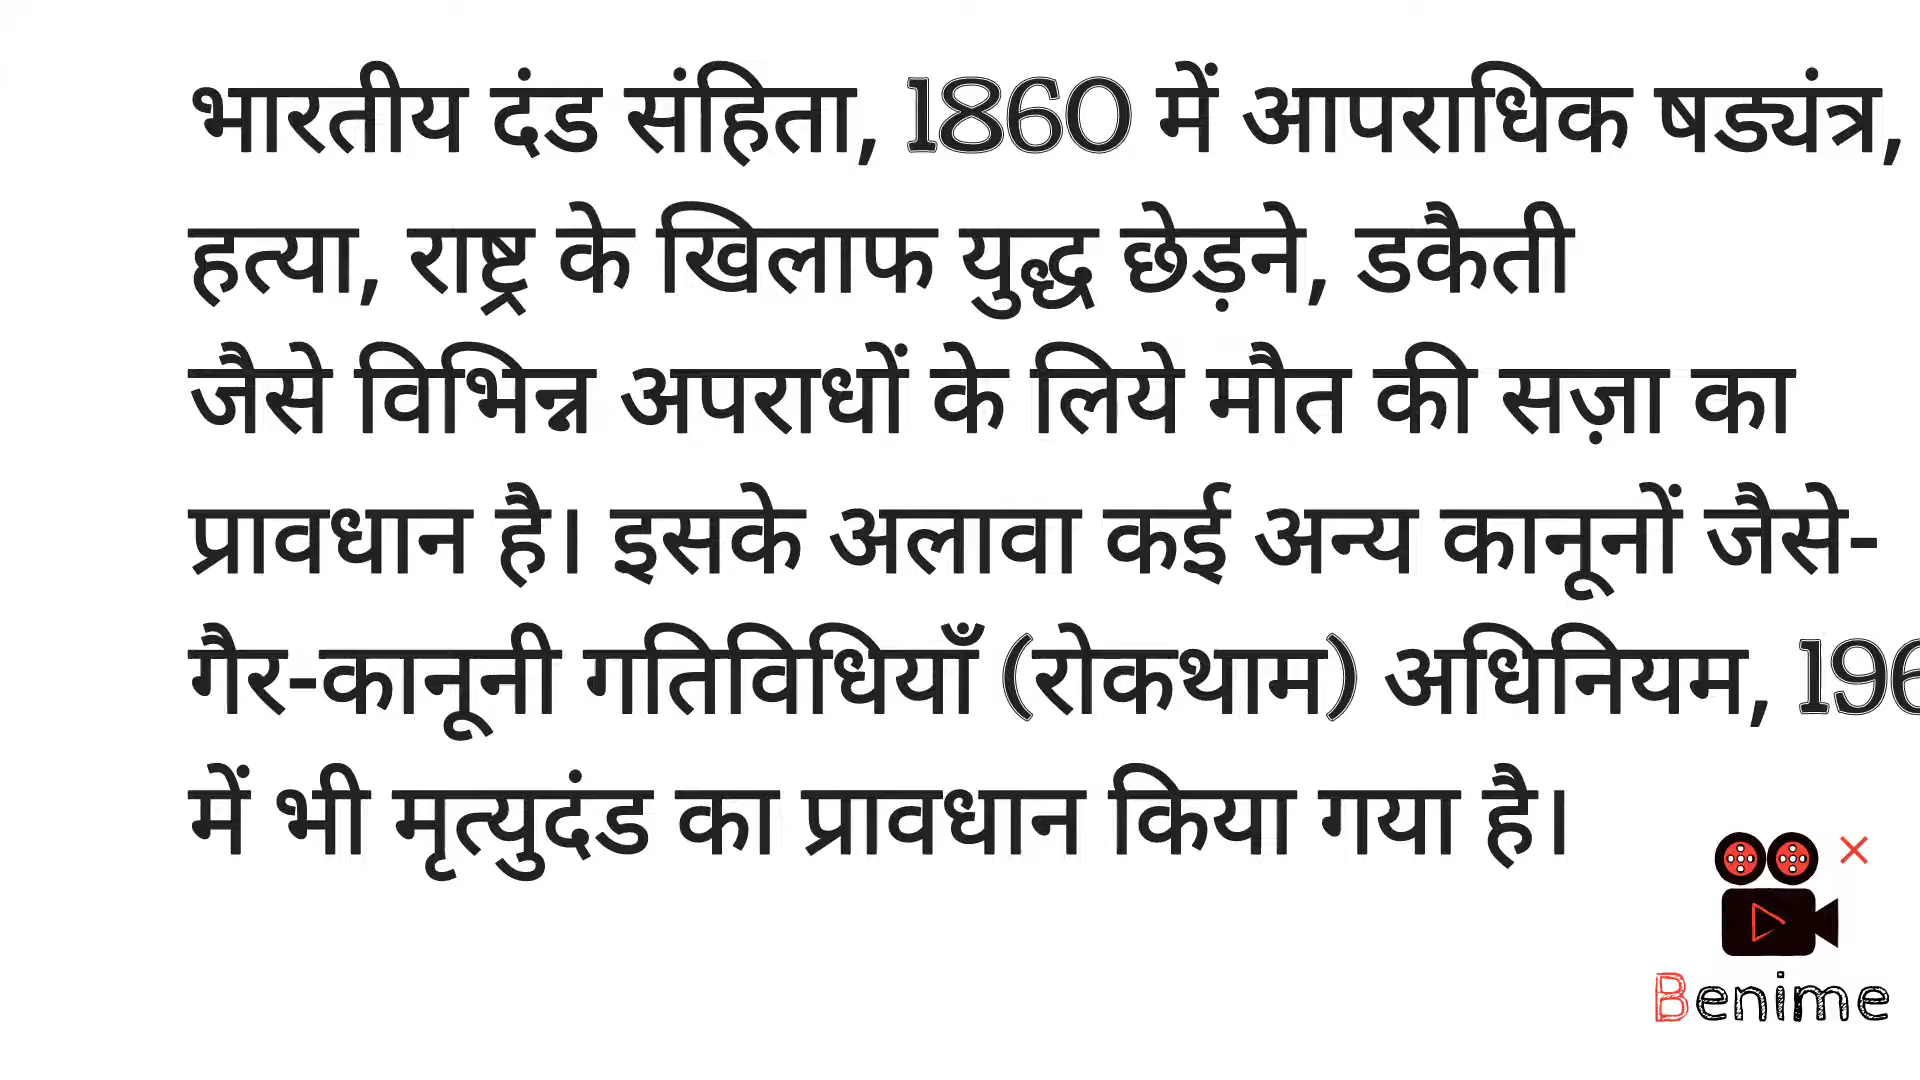 भारतीय दंड संहिता, 1860 में आपराधिक षड्यंत्र,
हत्या, राष्ट्र के खिलाफ युद्ध छेड़ने, डकैती
जैसे विभिन्न अपराधों के लिये मौत की सज़ा का
प्रावधान है। इसके अलावा कई अन्य कानूनों जैसे-
गैर-कानूनी गतिविधियाँ (रोकथाम) अधिनियम,
में भी मृत्युदंड का प्रावधान किया गया है।
Benime